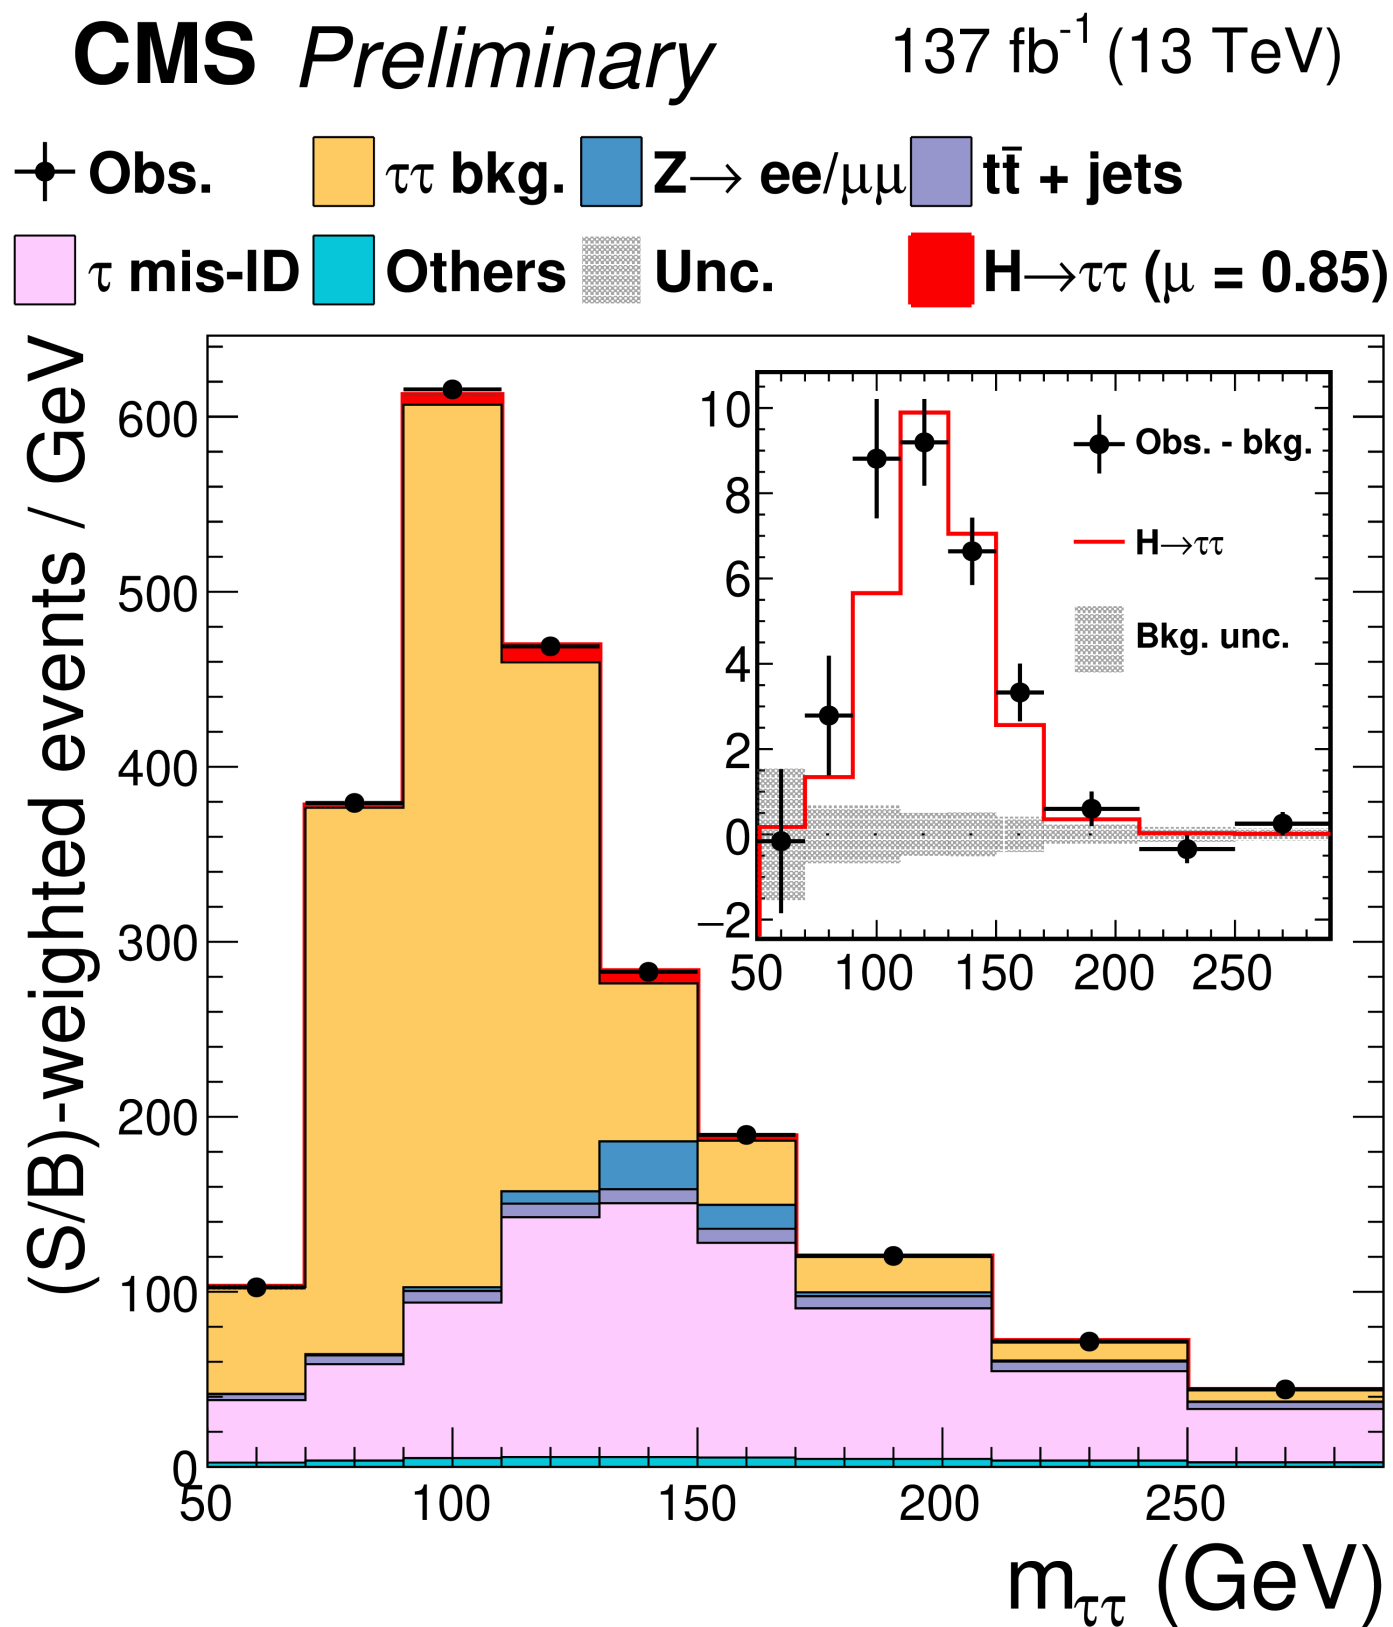 CMS Preliminary 137 fb-1 (13 TeV)
Obs. ττ bkg. Z→ ee/μμ tt̄ + jets
τ mis-ID Others Unc. H→ττ (μ = 0.85)
(S/B)-weighted events / GeV
600
500
400
300
200
100
0
50 100 150 200 250
mττ (GeV)
10
8
6
4
2
0
−2
50 100 150 200 250
Obs. - bkg.
H→ττ
Bkg. unc.